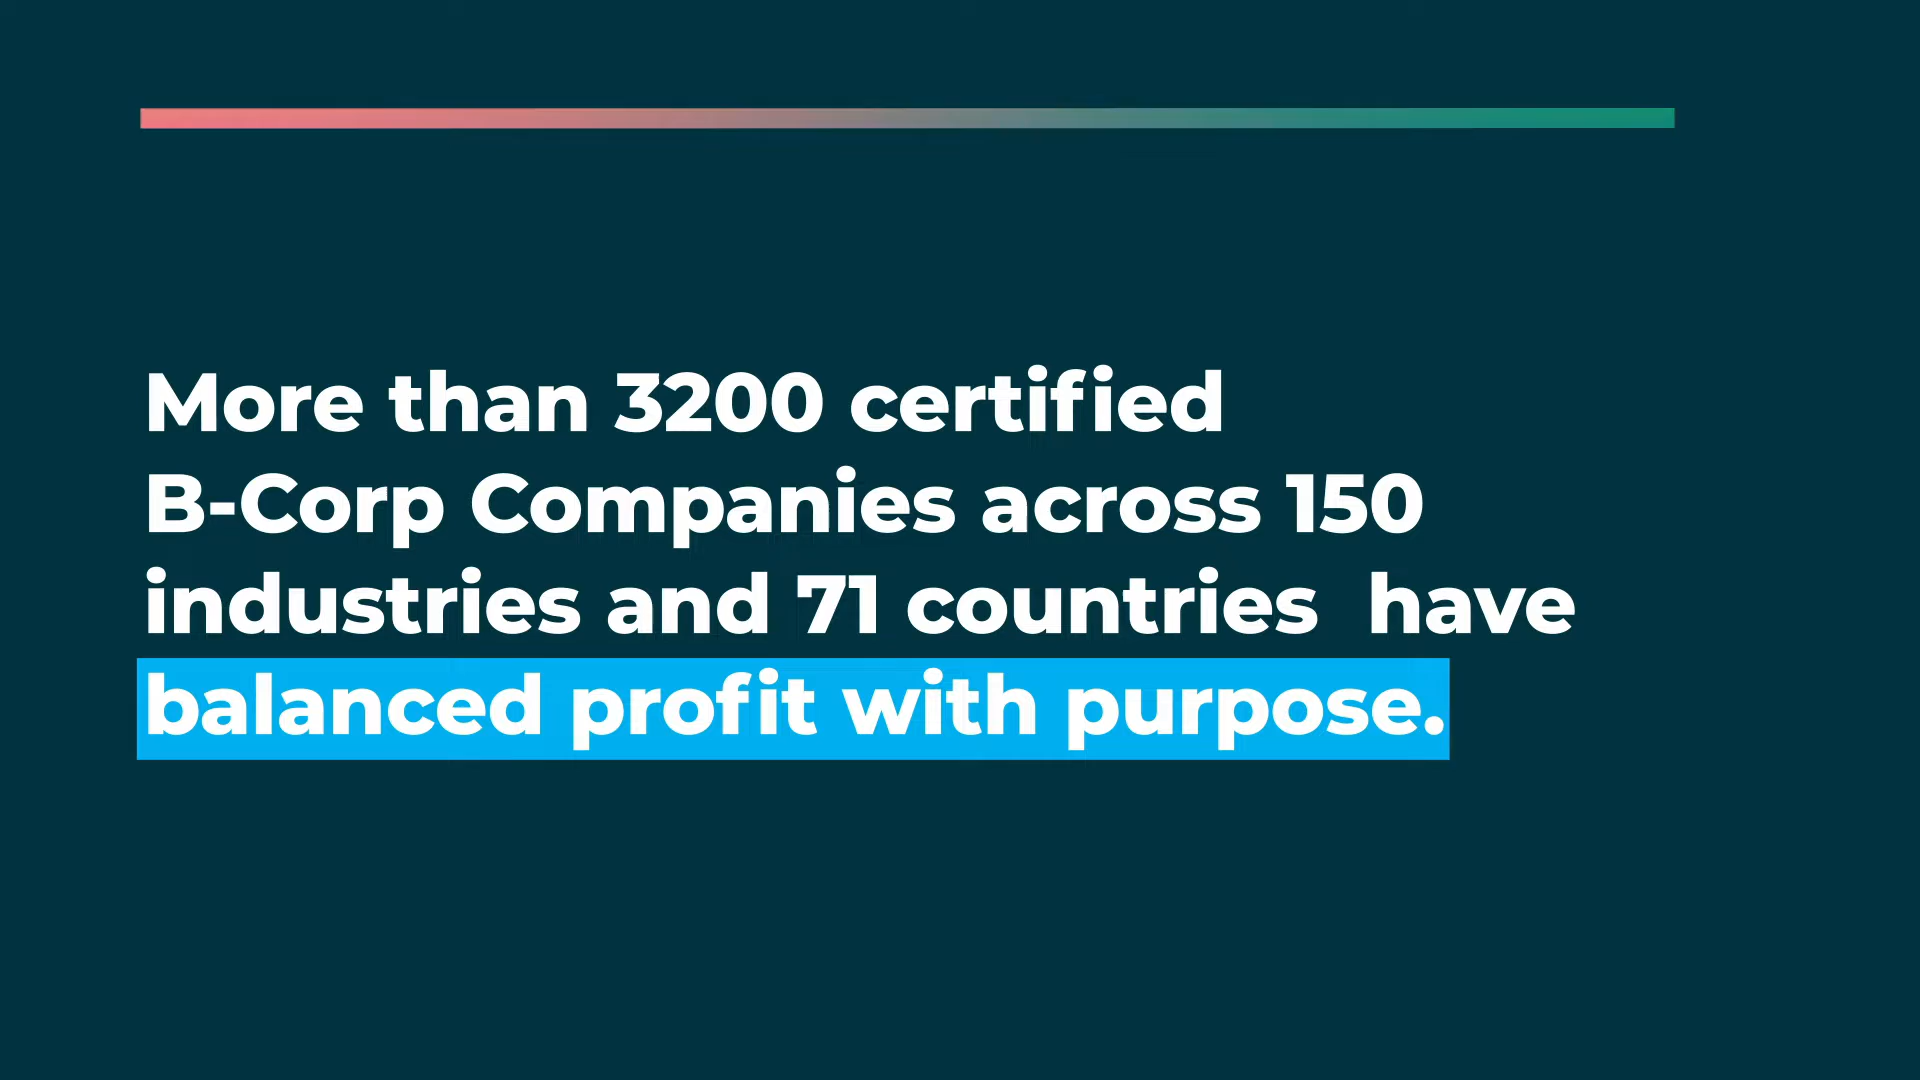 More than 3200 certified
B-Corp Companies across 150
industries and 71 countries  have
balanced profit with purpose.